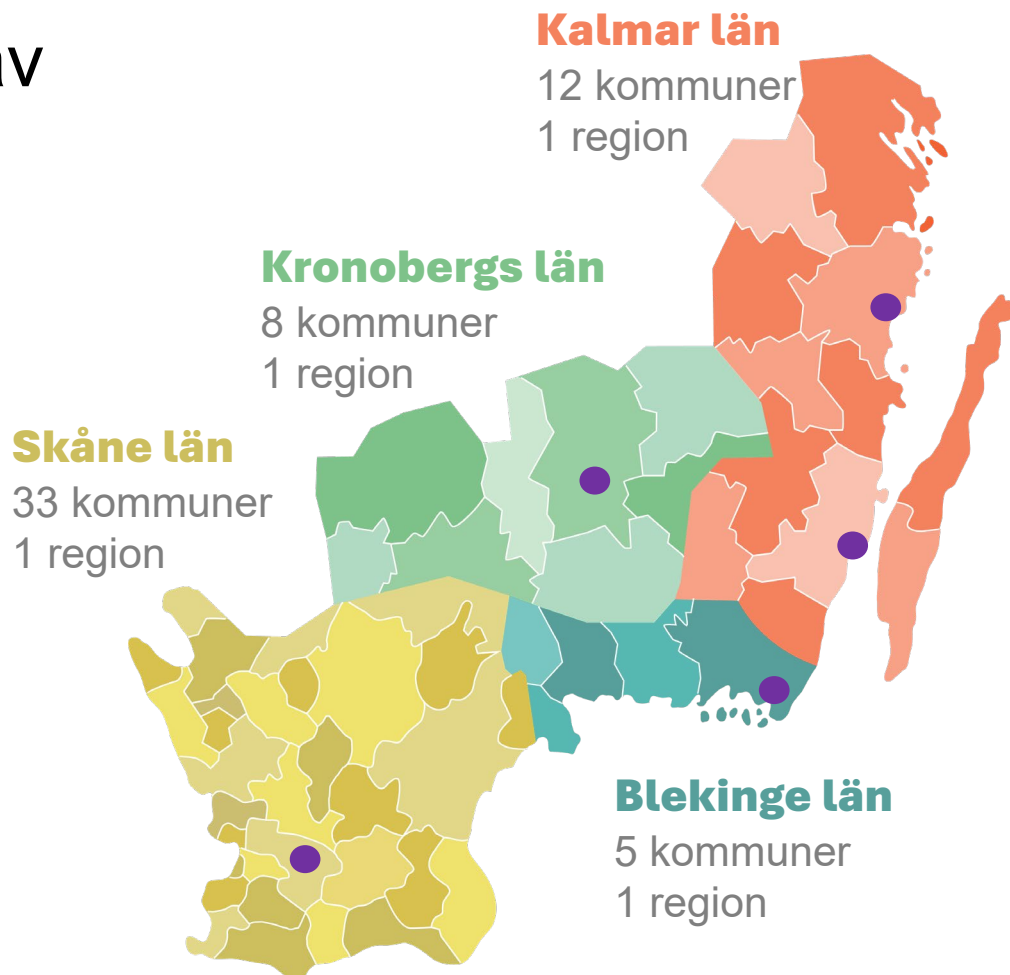 av
Kalmar län
12 kommuner
1 region
Kronobergs län
8 kommuner
1 region
Skåne län
33 kommuner
1 region
Blekinge län
5 kommuner
1 region